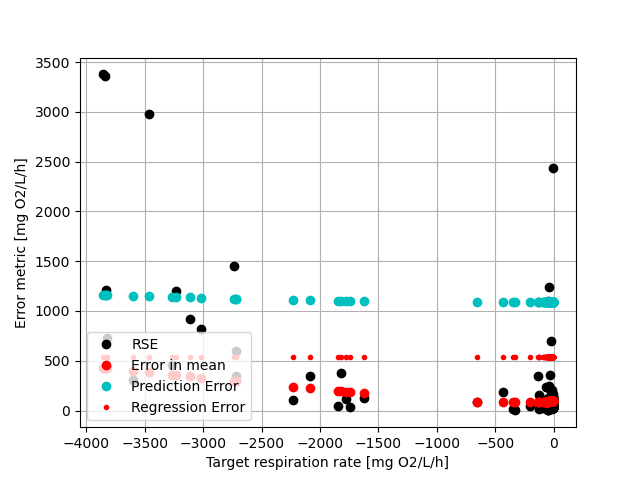 3500
3000
2500
2000
1500
1000
500
0
Error metric [mg O2/L/h]
RSE
Error in mean
Prediction Error
Regression Error
−4000 −3500 −3000 −2500 −2000 −1500 −1000 −500 0
Target respiration rate [mg O2/L/h]